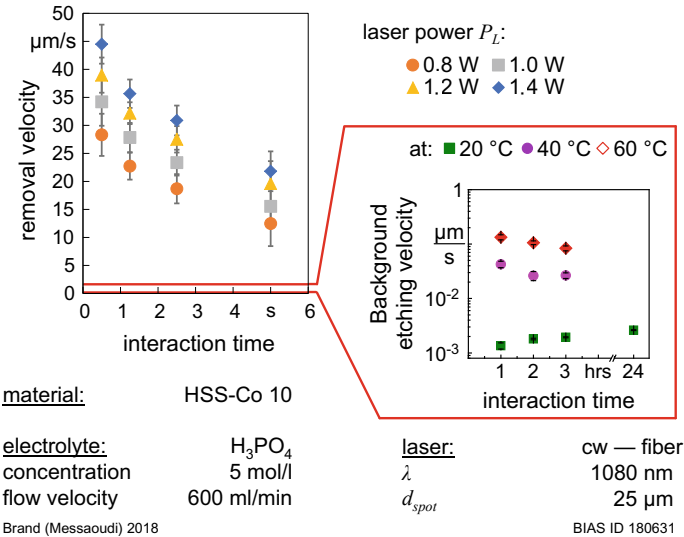 laser power P_L:
0.8 W 1.0 W
1.2 W 1.4 W
µm/s
45
40
35
30
25
20
15
10
5
0
removal velocity
0 1 2 3 4 s 6
interaction time
at: 20 °C 40 °C 60 °C
1
µm
s
10⁻²
10⁻³
Background
etching velocity
1 2 3 hrs 24
interaction time
material: HSS-Co 10
electrolyte: H₃PO₄
concentration 5 mol/l
flow velocity 600 ml/min
laser: cw — fiber
λ 1080 nm
d_spot 25 µm
Brand (Messaoudi) 2018
BIAS ID 180631